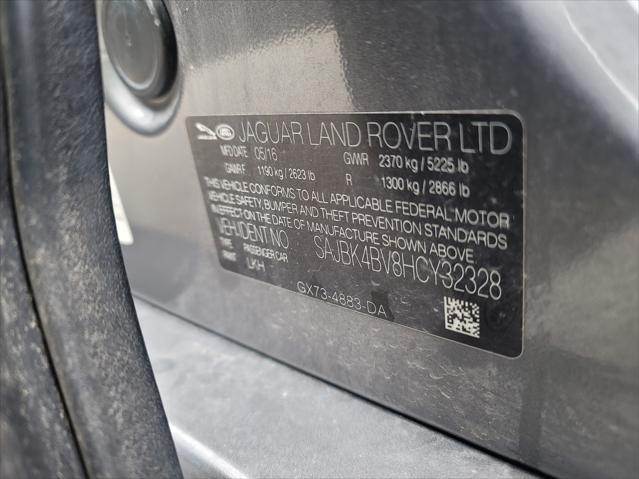 JAGUAR LAND ROVER LTD
MFD DATE 05/16 GVWR 2370 kg / 5225 lb
GAWR F 1190 kg / 2623 lb R 1300 kg / 2866 lb
THIS VEHICLE CONFORMS TO ALL APPLICABLE FEDERAL MOTOR
VEHICLE SAFETY, BUMPER AND THEFT PREVENTION STANDARDS
IN EFFECT ON THE DATE OF MANUFACTURE SHOWN ABOVE
VEH IDENT NO SAJBK4BV8HCY32328
TYPE PASSENGER CAR
PAINT LKH
GX73-4883-DA